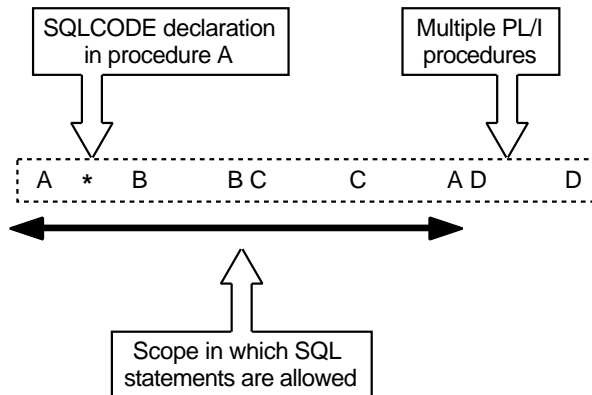 SQLCODE declaration
in procedure A
Multiple PL/I
procedures
A * B B C C A D D
Scope in which SQL
statements are allowed